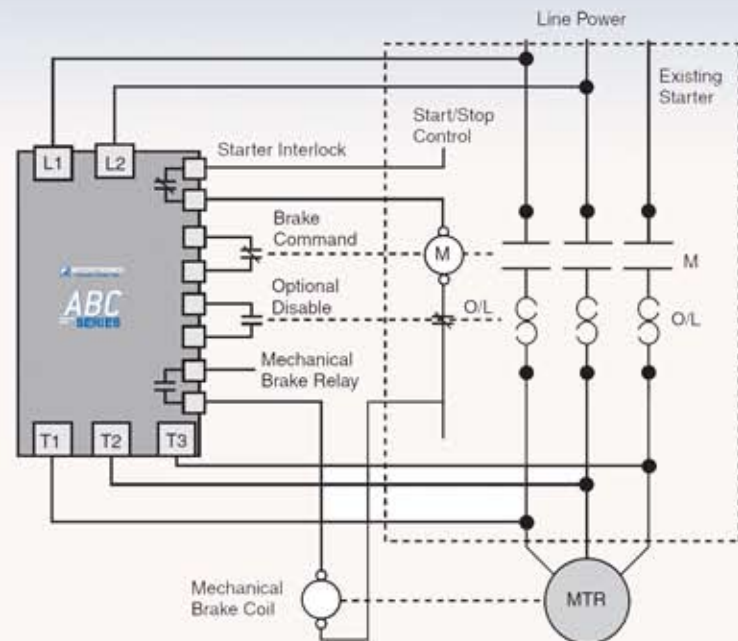 Line Power
Existing
Starter
Start/Stop
Control
Starter Interlock
L1
L2
Brake
Command
M
M
Optional
Disable
O/L
O/L
ABC
SERIES
Mechanical
Brake Relay
T1
T2
T3
Mechanical
Brake Coil
MTR